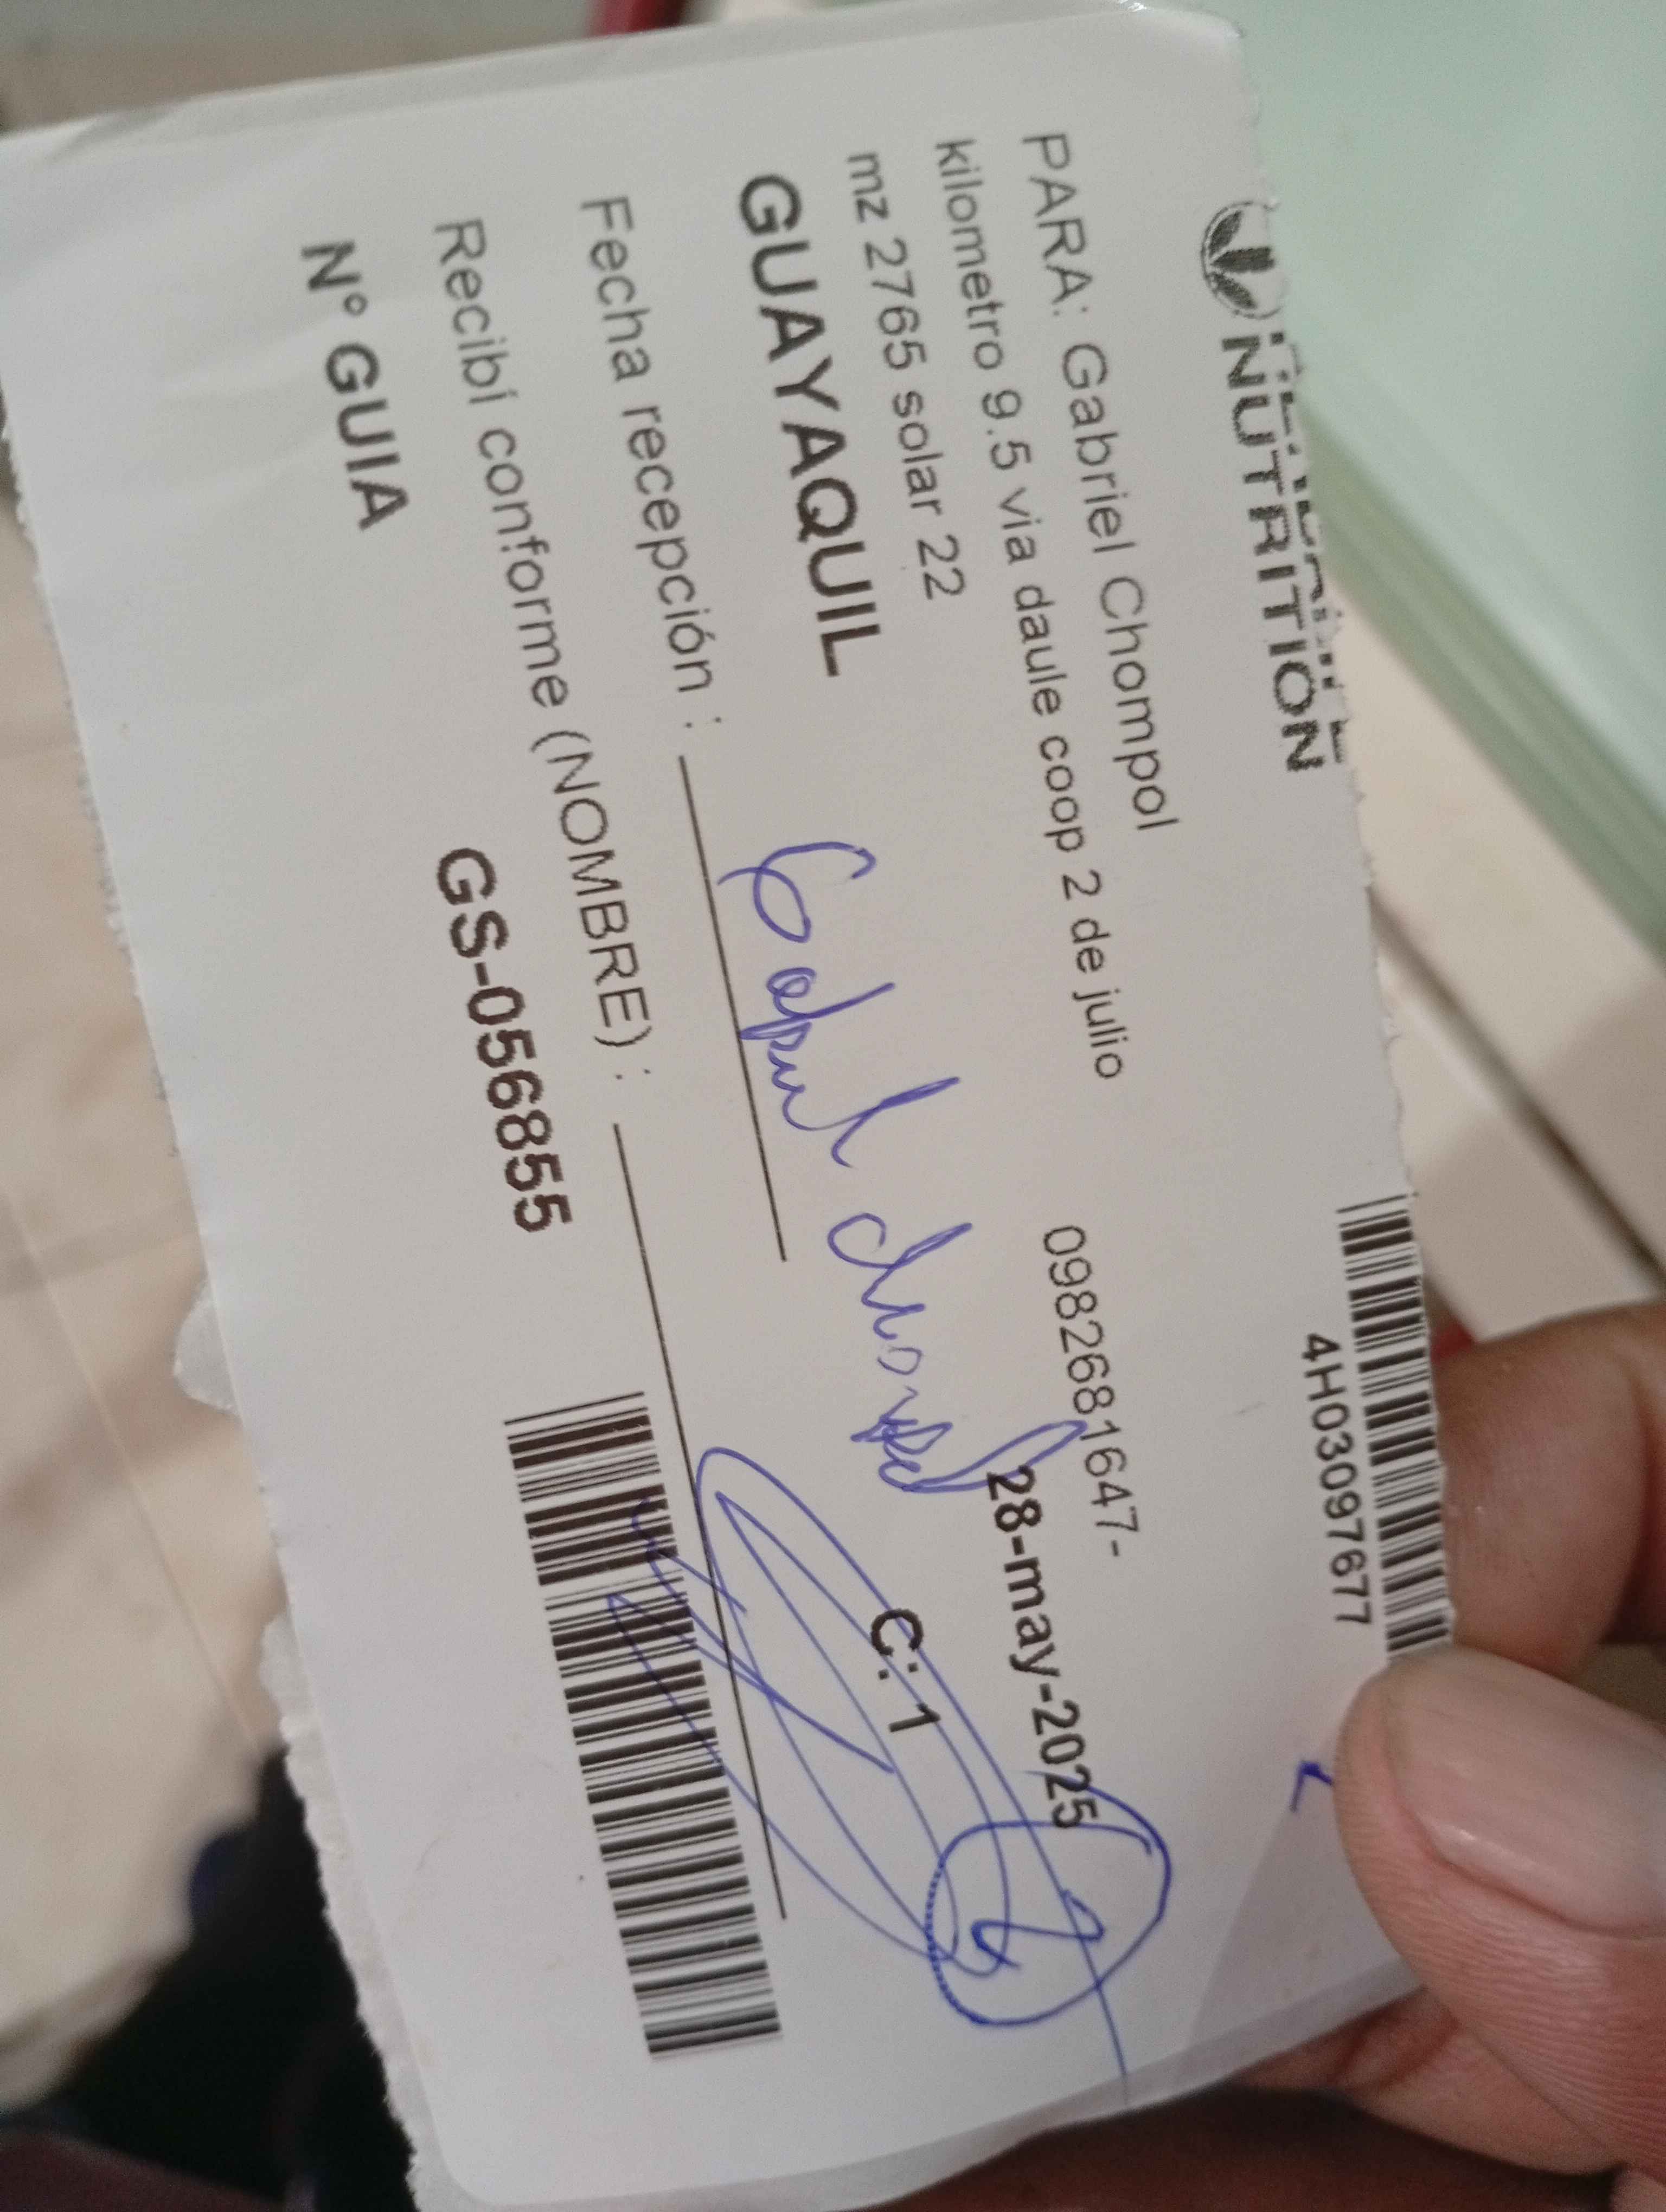 NUTRITION
4H03097677
PARA: Gabriel Chompol
kilometro 9.5 via daule coop 2 de julio
0982681647-
mz 2765 solar 22
28-may-2025
GUAYAQUIL
C: 1
Fecha recepción :
Recibí conforme (NOMBRE) :
N° GUIA
GS-056855